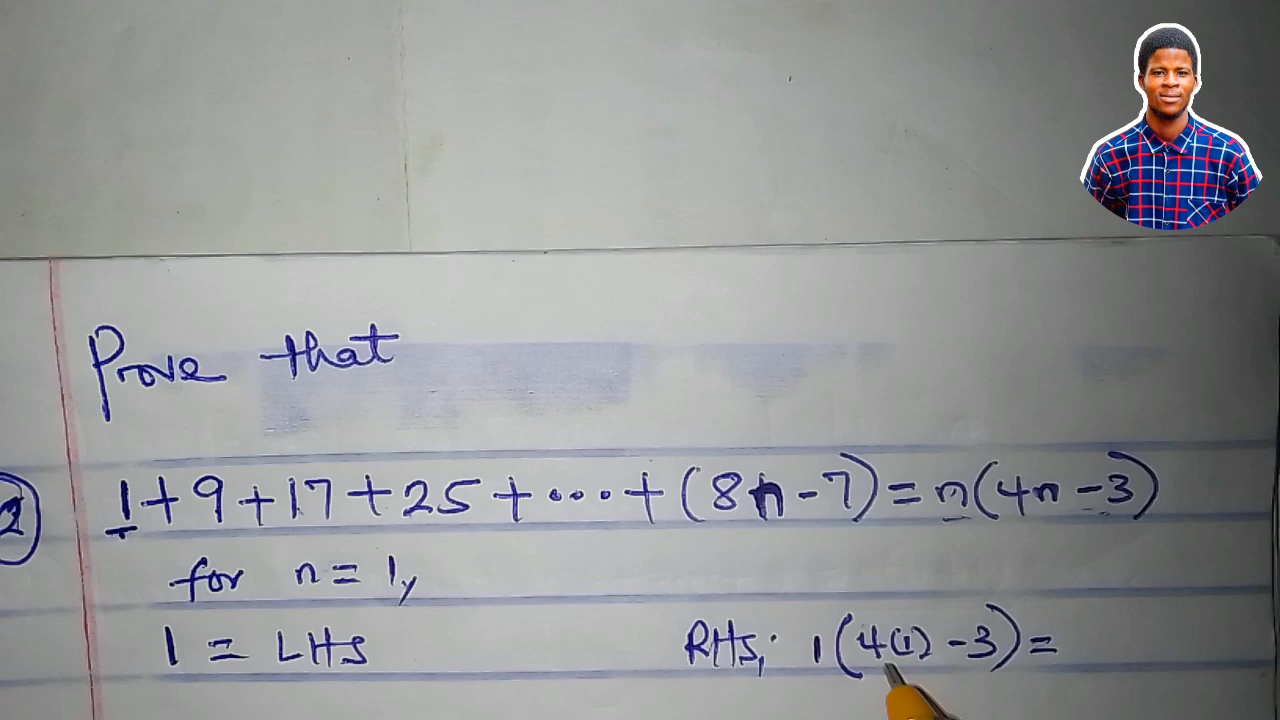 Prove that
2 1+9+17+25+...+(8n-7)=n(4n-3)
for n=1,
1 = LHS RHS; 1(4(1)-3)=